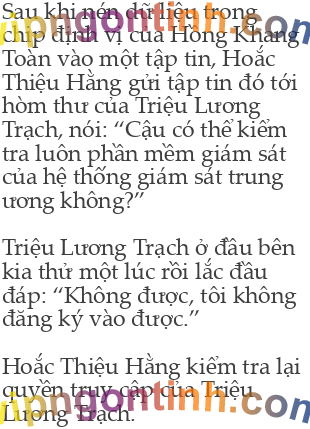 Sau khi nén dữ liệu trong
chip định vị của Hồng Khang
Toàn vào một tập tin, Hoắc
Thiệu Hằng gửi tập tin đó tới
hòm thư của Triệu Lương
Trạch, nói: “Cậu có thể kiểm
tra luôn phần mềm giám sát
của hệ thống giám sát trung
ương không?”
Triệu Lương Trạch ở đầu bên
kia thử một lúc rồi lắc đầu
đáp: “Không được, tôi không
đăng ký vào được.”
Hoắc Thiệu Hằng kiểm tra lại
quyền truy cập của Triệu
Lương Trạch.